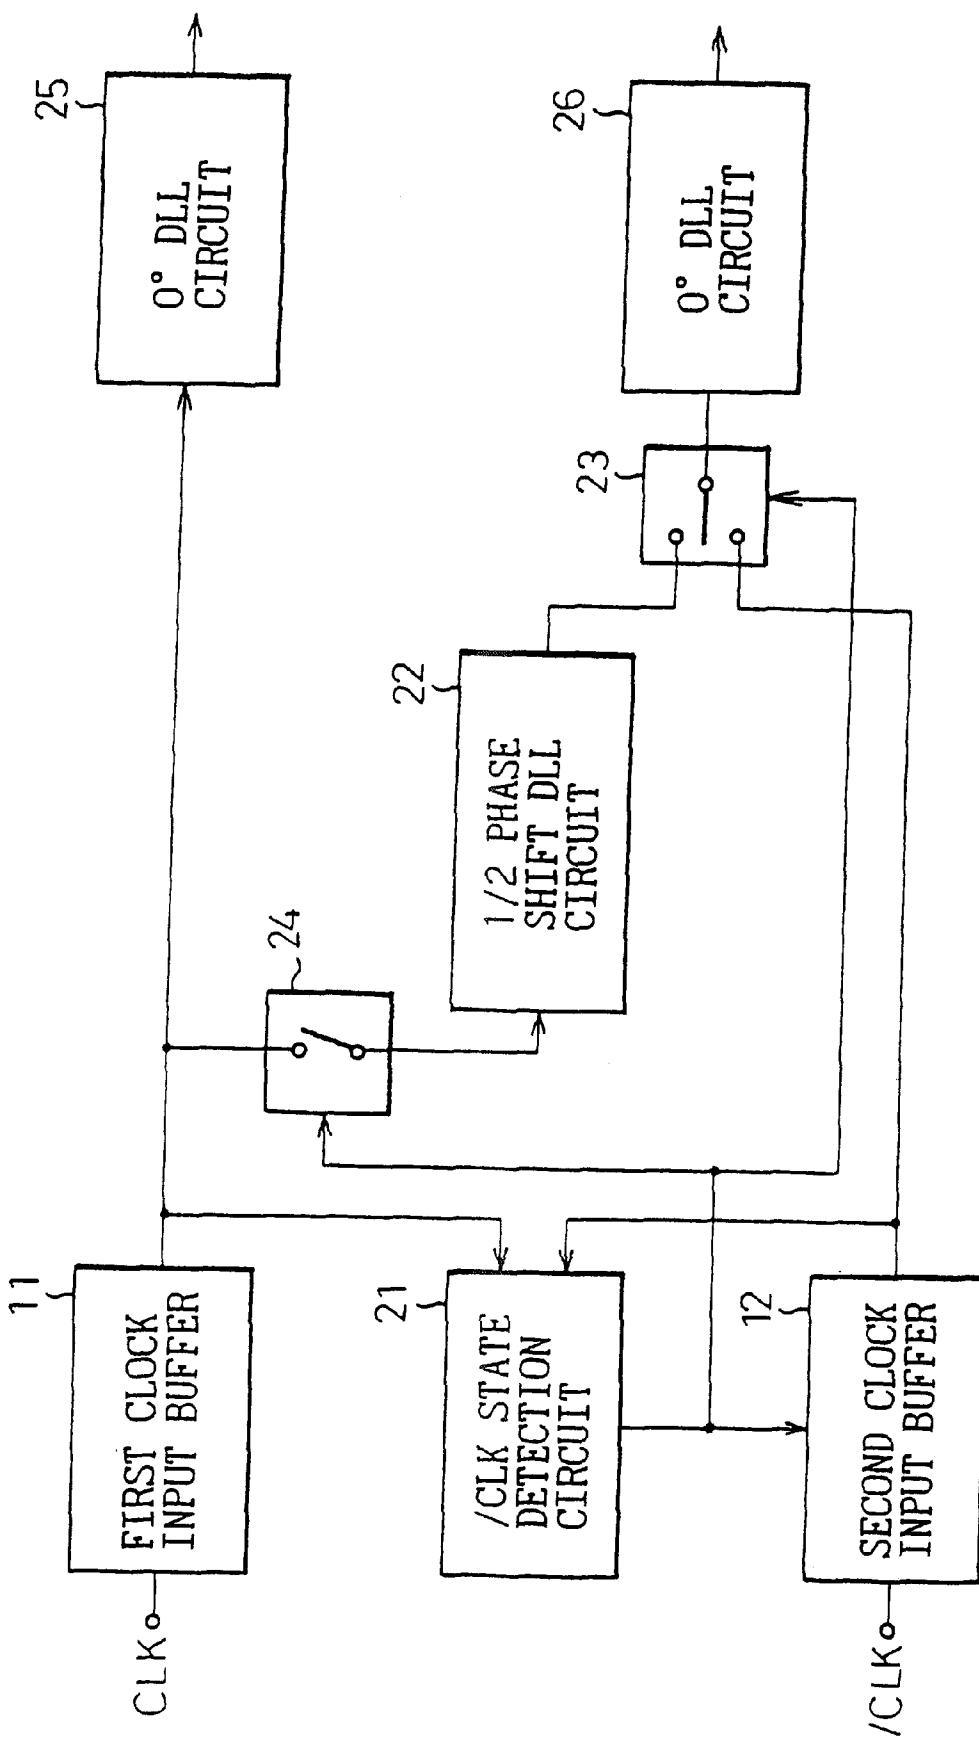 CLK
FIRST CLOCK
INPUT BUFFER
11
24
0° DLL
CIRCUIT
25
/CLK STATE
DETECTION
CIRCUIT
21
1/2 PHASE
SHIFT DLL
CIRCUIT
22
23
0° DLL
CIRCUIT
26
/CLK
SECOND CLOCK
INPUT BUFFER
12